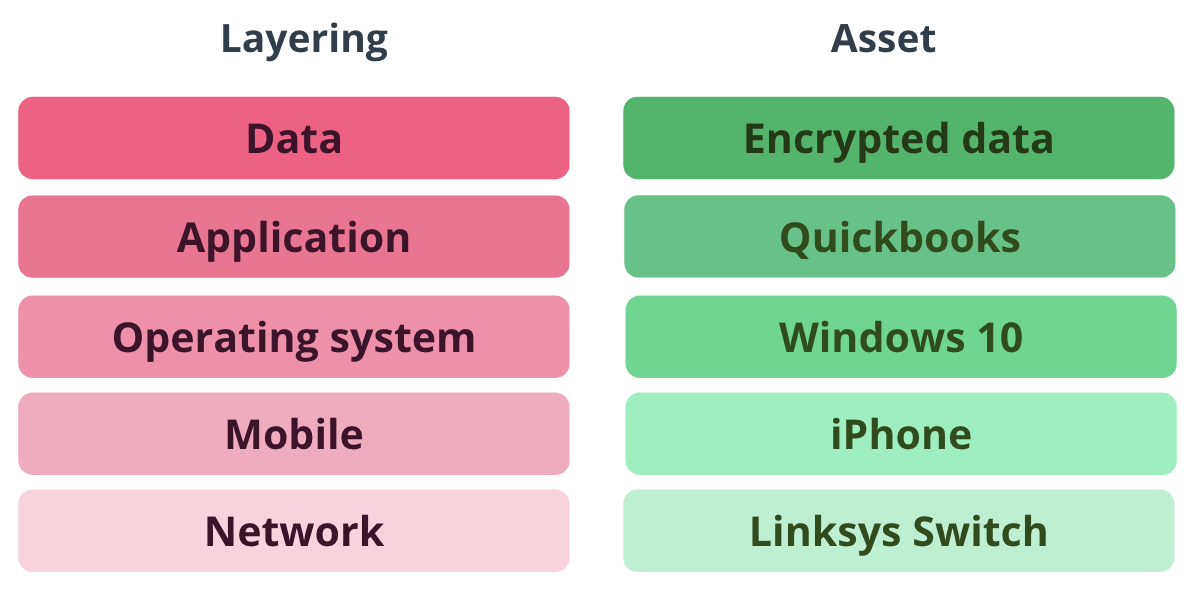 Layering Asset
Data Encrypted data
Application Quickbooks
Operating system Windows 10
Mobile iPhone
Network Linksys Switch